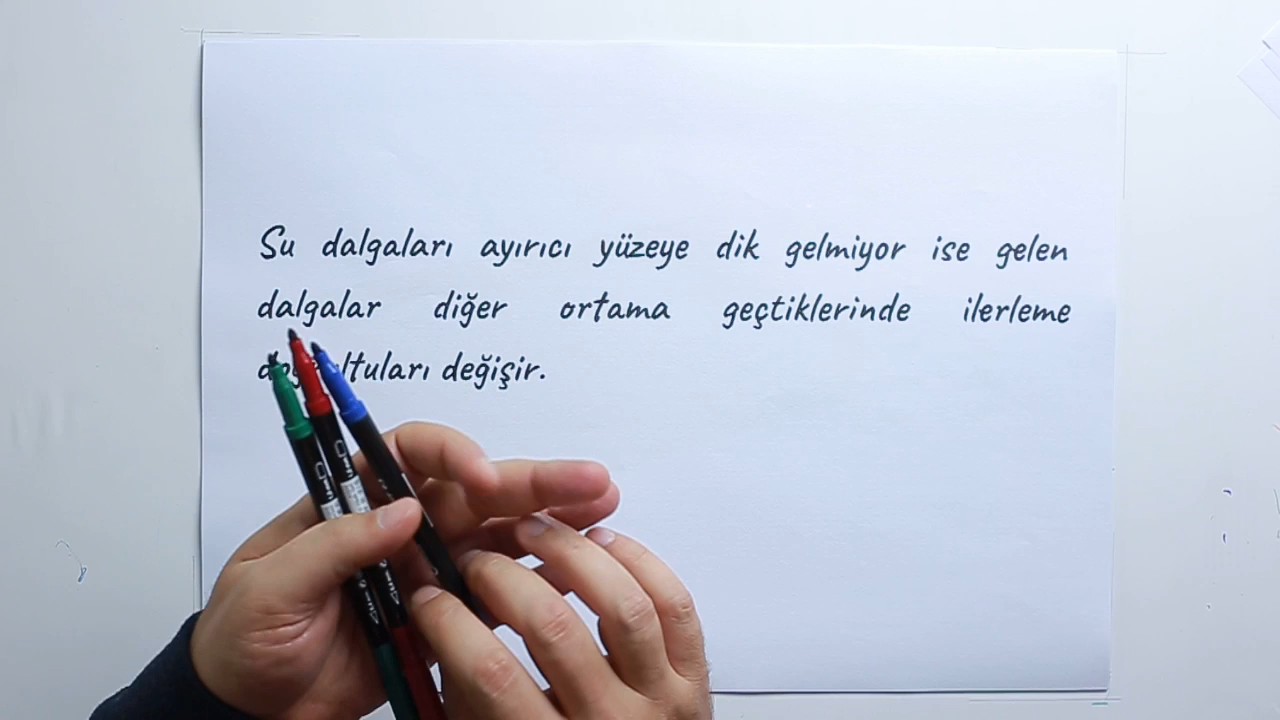 Su dalgaları ayırıcı yüzeye dik gelmiyor ise gelen
dalgalar diğer ortama geçtiklerinde ilerleme
değişir.